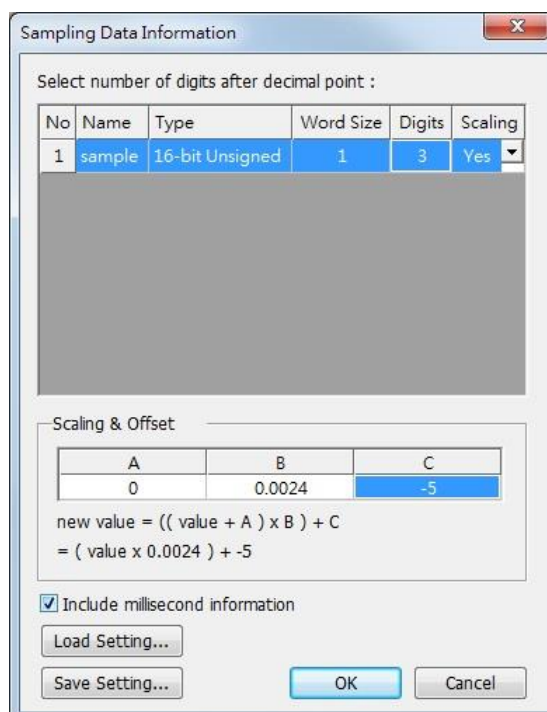 Sampling Data Information
Select number of digits after decimal point :
No Name Type Word Size Digits Scaling
1 sample 16-bit Unsigned 1 3 Yes
Scaling & Offset
A B C
0 0.0024 -5
new value = (( value + A ) x B ) + C
= ( value x 0.0024 ) + -5
Include millisecond information
Load Setting...
Save Setting... OK Cancel